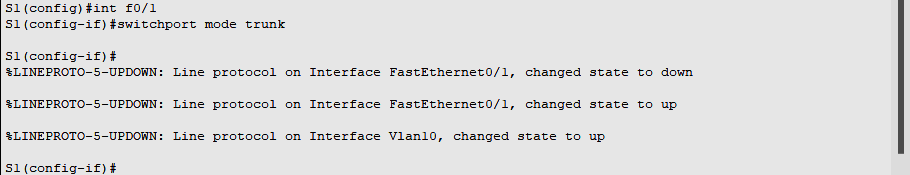 S1(config)#int f0/1
S1(config-if)#switchport mode trunk
S1(config-if)#
%LINEPROTO-5-UPDOWN: Line protocol on Interface FastEthernet0/1, changed state to down
%LINEPROTO-5-UPDOWN: Line protocol on Interface FastEthernet0/1, changed state to up
%LINEPROTO-5-UPDOWN: Line protocol on Interface Vlan10, changed state to up
S1(config-if)#